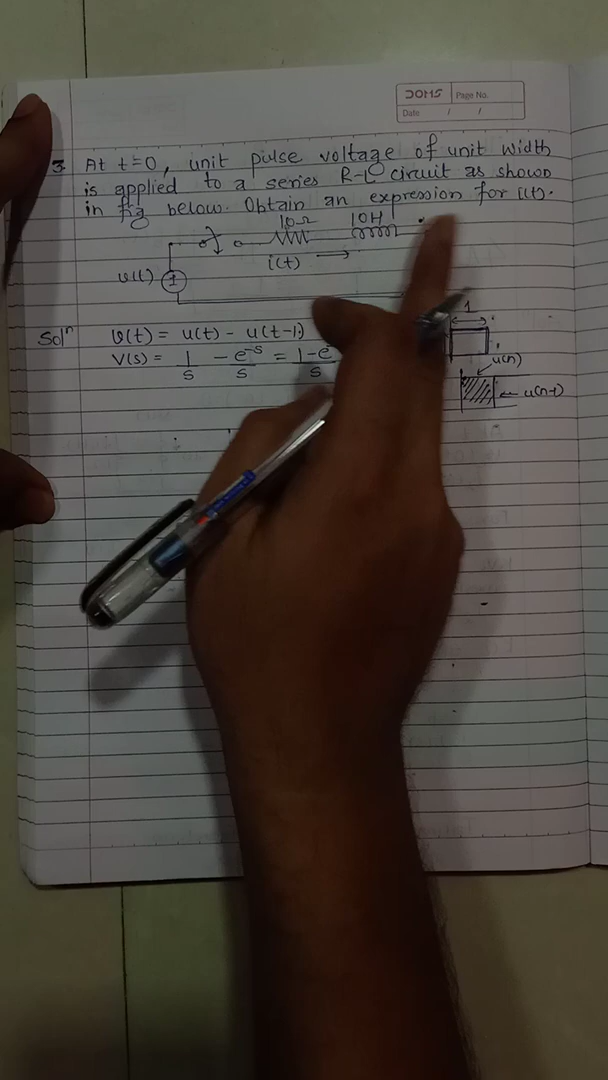 DOMS Page No.
Date / /
3. At t=0, unit pulse voltage of unit width
is applied to a series R-L circuit as shown
in fig below. Obtain an expression for i(t).
10Ω 10H
i(t)
v(t)
1
Solⁿ v(t) = u(t) - u(t-1)
V(s) = 1/s - e⁻ˢ/s = 1-e/s
u(n)
u(n-1)